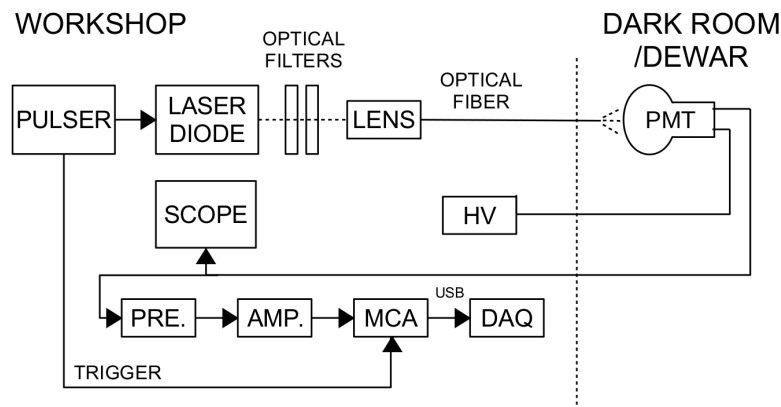 WORKSHOP
DARK ROOM
/DEWAR
OPTICAL
FILTERS
OPTICAL
FIBER
PULSER
LASER
DIODE
LENS
PMT
SCOPE
HV
PRE.
AMP.
MCA
USB
DAQ
TRIGGER